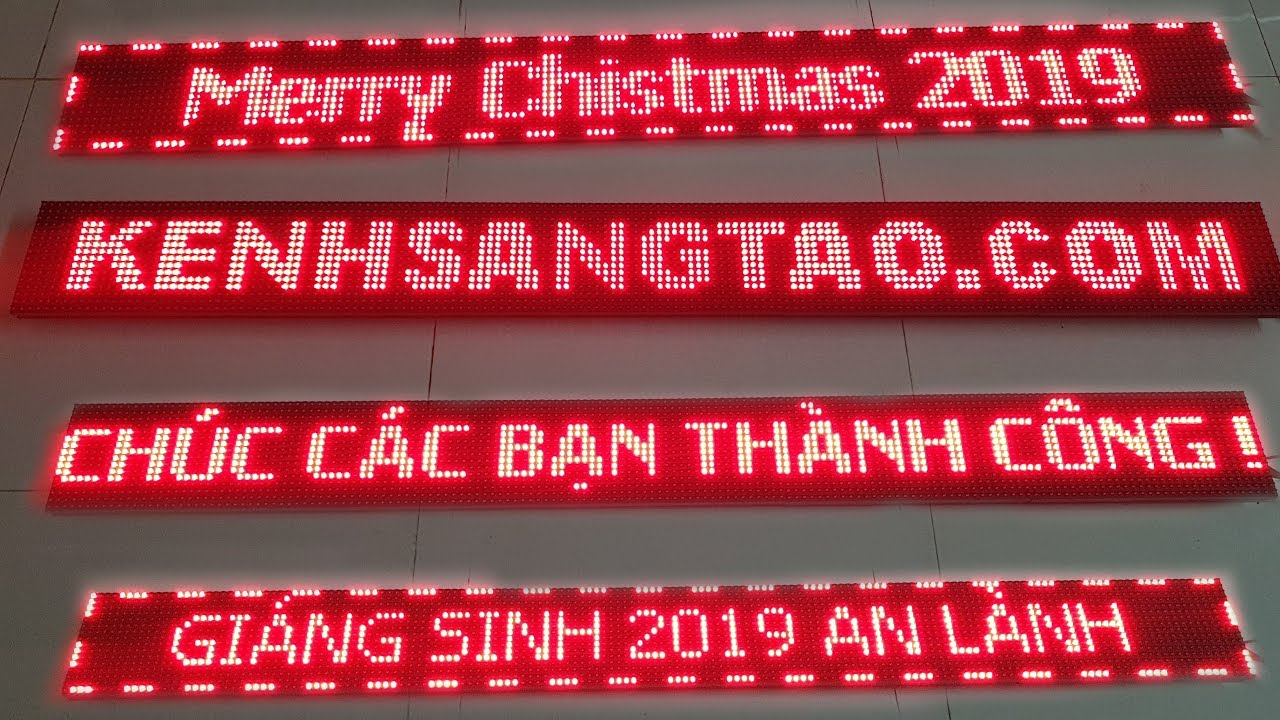 Merry Chistmas 2019
KENHSANGTAO.COM
CHÚC CÁC BẠN THÀNH CÔNG !
GIÁNG SINH 2019 AN LÀNH